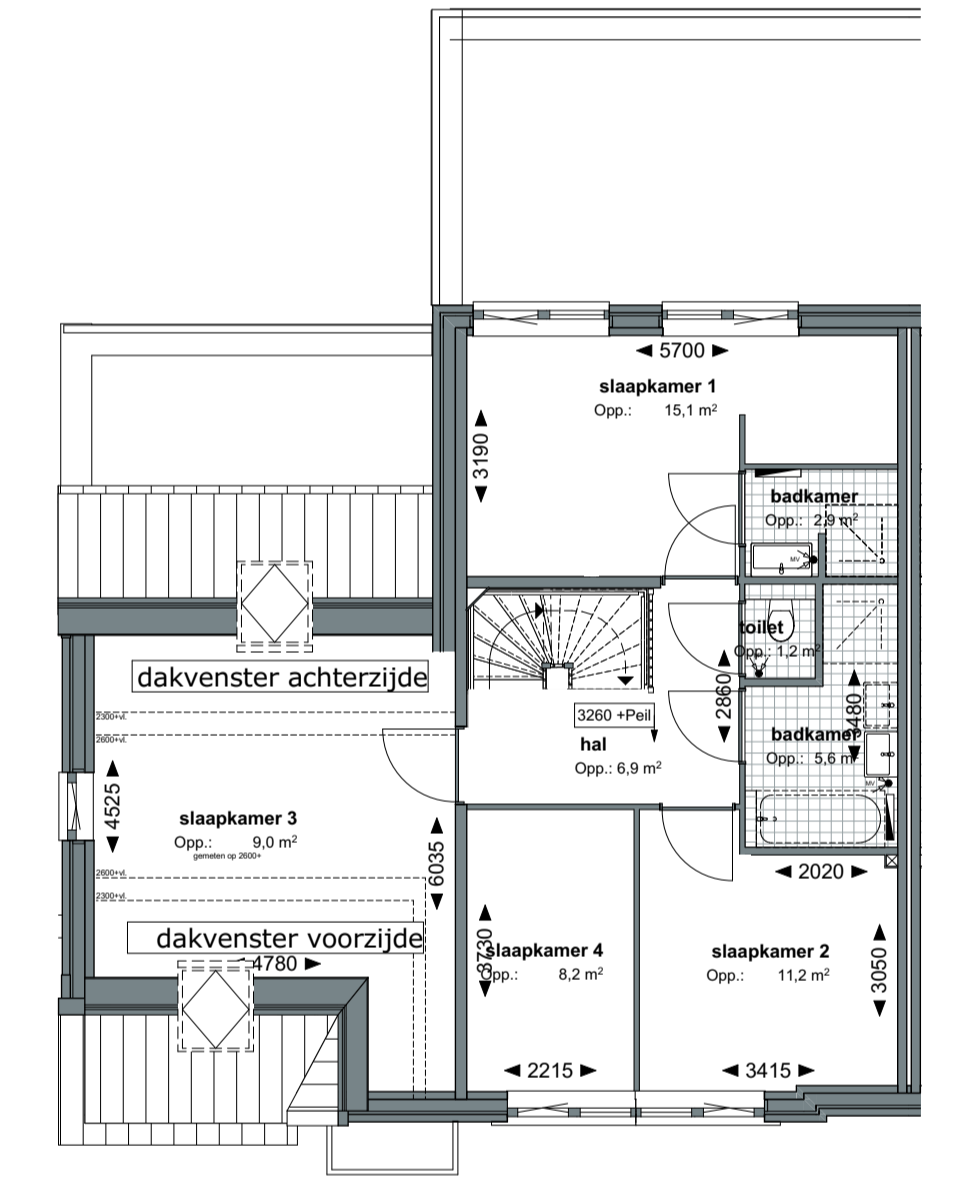 5700
slaapkamer 1
Opp.: 15,1 m²
3190
badkamer
Opp.: 2,9 m²
MV
toilet
Opp.: 1,2 m²
dakvenster achterzijde
2860
3480
2300+vl.
3260 +Peil
2600+vl.
hal
Opp.: 6,9 m²
badkamer
Opp.: 5,6 m²
MV
4525
slaapkamer 3
Opp.: 9,0 m²
gemeten op 2600+
6035
2600+vl.
2020
2300+vl.
dakvenster voorzijde
4780
3730
slaapkamer 4
Opp.: 8,2 m²
slaapkamer 2
Opp.: 11,2 m²
3050
2215
3415